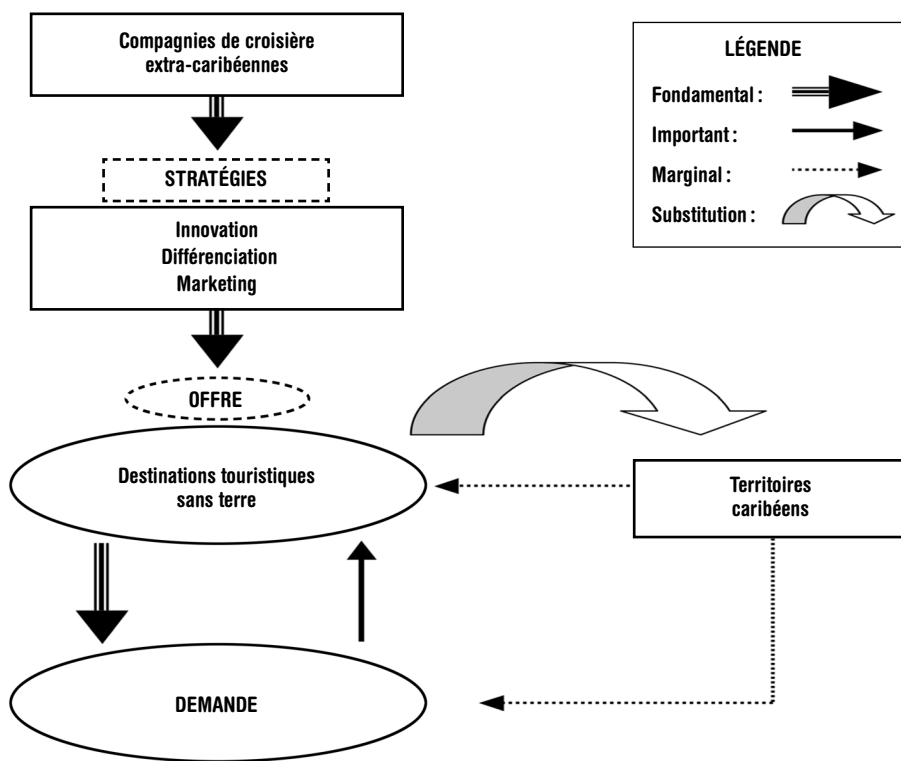 Compagnies de croisière
extra-caribéennes
STRATÉGIES
Innovation
Différenciation
Marketing
OFFRE
Destinations touristiques
sans terre
DEMANDE
Territoires
caribéens
LÉGENDE
Fondamental :
Important :
Marginal :
Substitution :